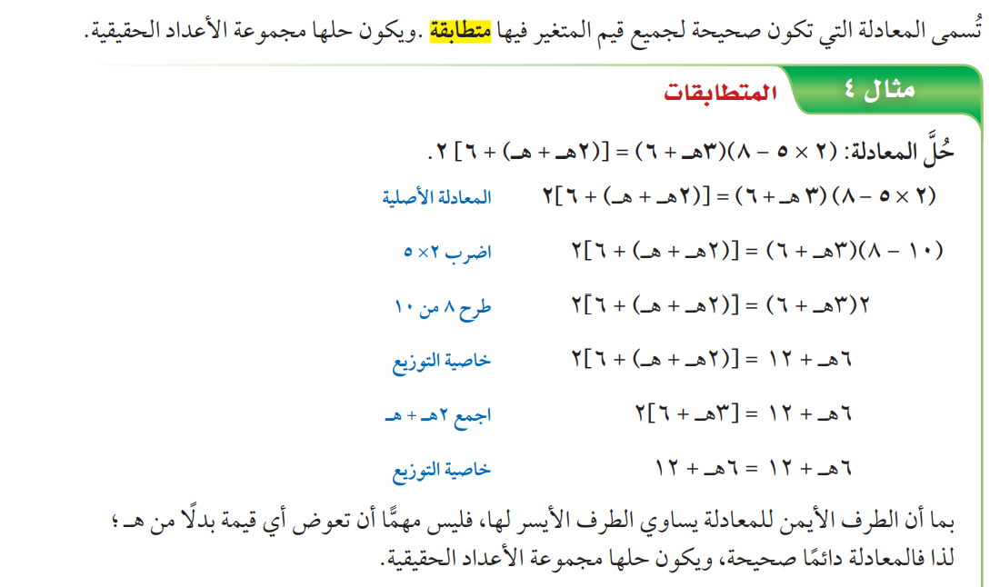 تُسمى المعادلة التي تكون صحيحة لجميع قيم المتغير فيها متطابقة .ويكون حلها مجموعة الأعداد الحقيقية.
مثال ٤ المتطابقات
حُلَّ المعادلة: (٢ × ٥ – ٨)(٣هـ + ٦) = [(٢هـ + هـ) + ٦] ٢.
(٢ × ٥ – ٨) (٣ هـ + ٦) = [(٢هـ + هـ) + ٦]٢ المعادلة الأصلية
(١٠ – ٨)(٣هـ + ٦) = [(٢هـ + هـ) + ٦]٢ اضرب ٢× ٥
٢(٣هـ + ٦) = [(٢هـ + هـ) + ٦]٢ طرح ٨ من ١٠
٦هـ + ١٢ = [(٢هـ + هـ) + ٦]٢ خاصية التوزيع
٦هـ + ١٢ = [٣هـ + ٦]٢ اجمع ٢هـ + هـ
٦هـ + ١٢ = ٦هـ + ١٢ خاصية التوزيع
بما أن الطرف الأيمن للمعادلة يساوي الطرف الأيسر لها، فليس مهمًّا أن تعوض أي قيمة بدلًا من هـ ؛
لذا فالمعادلة دائمًا صحيحة، ويكون حلها مجموعة الأعداد الحقيقية.